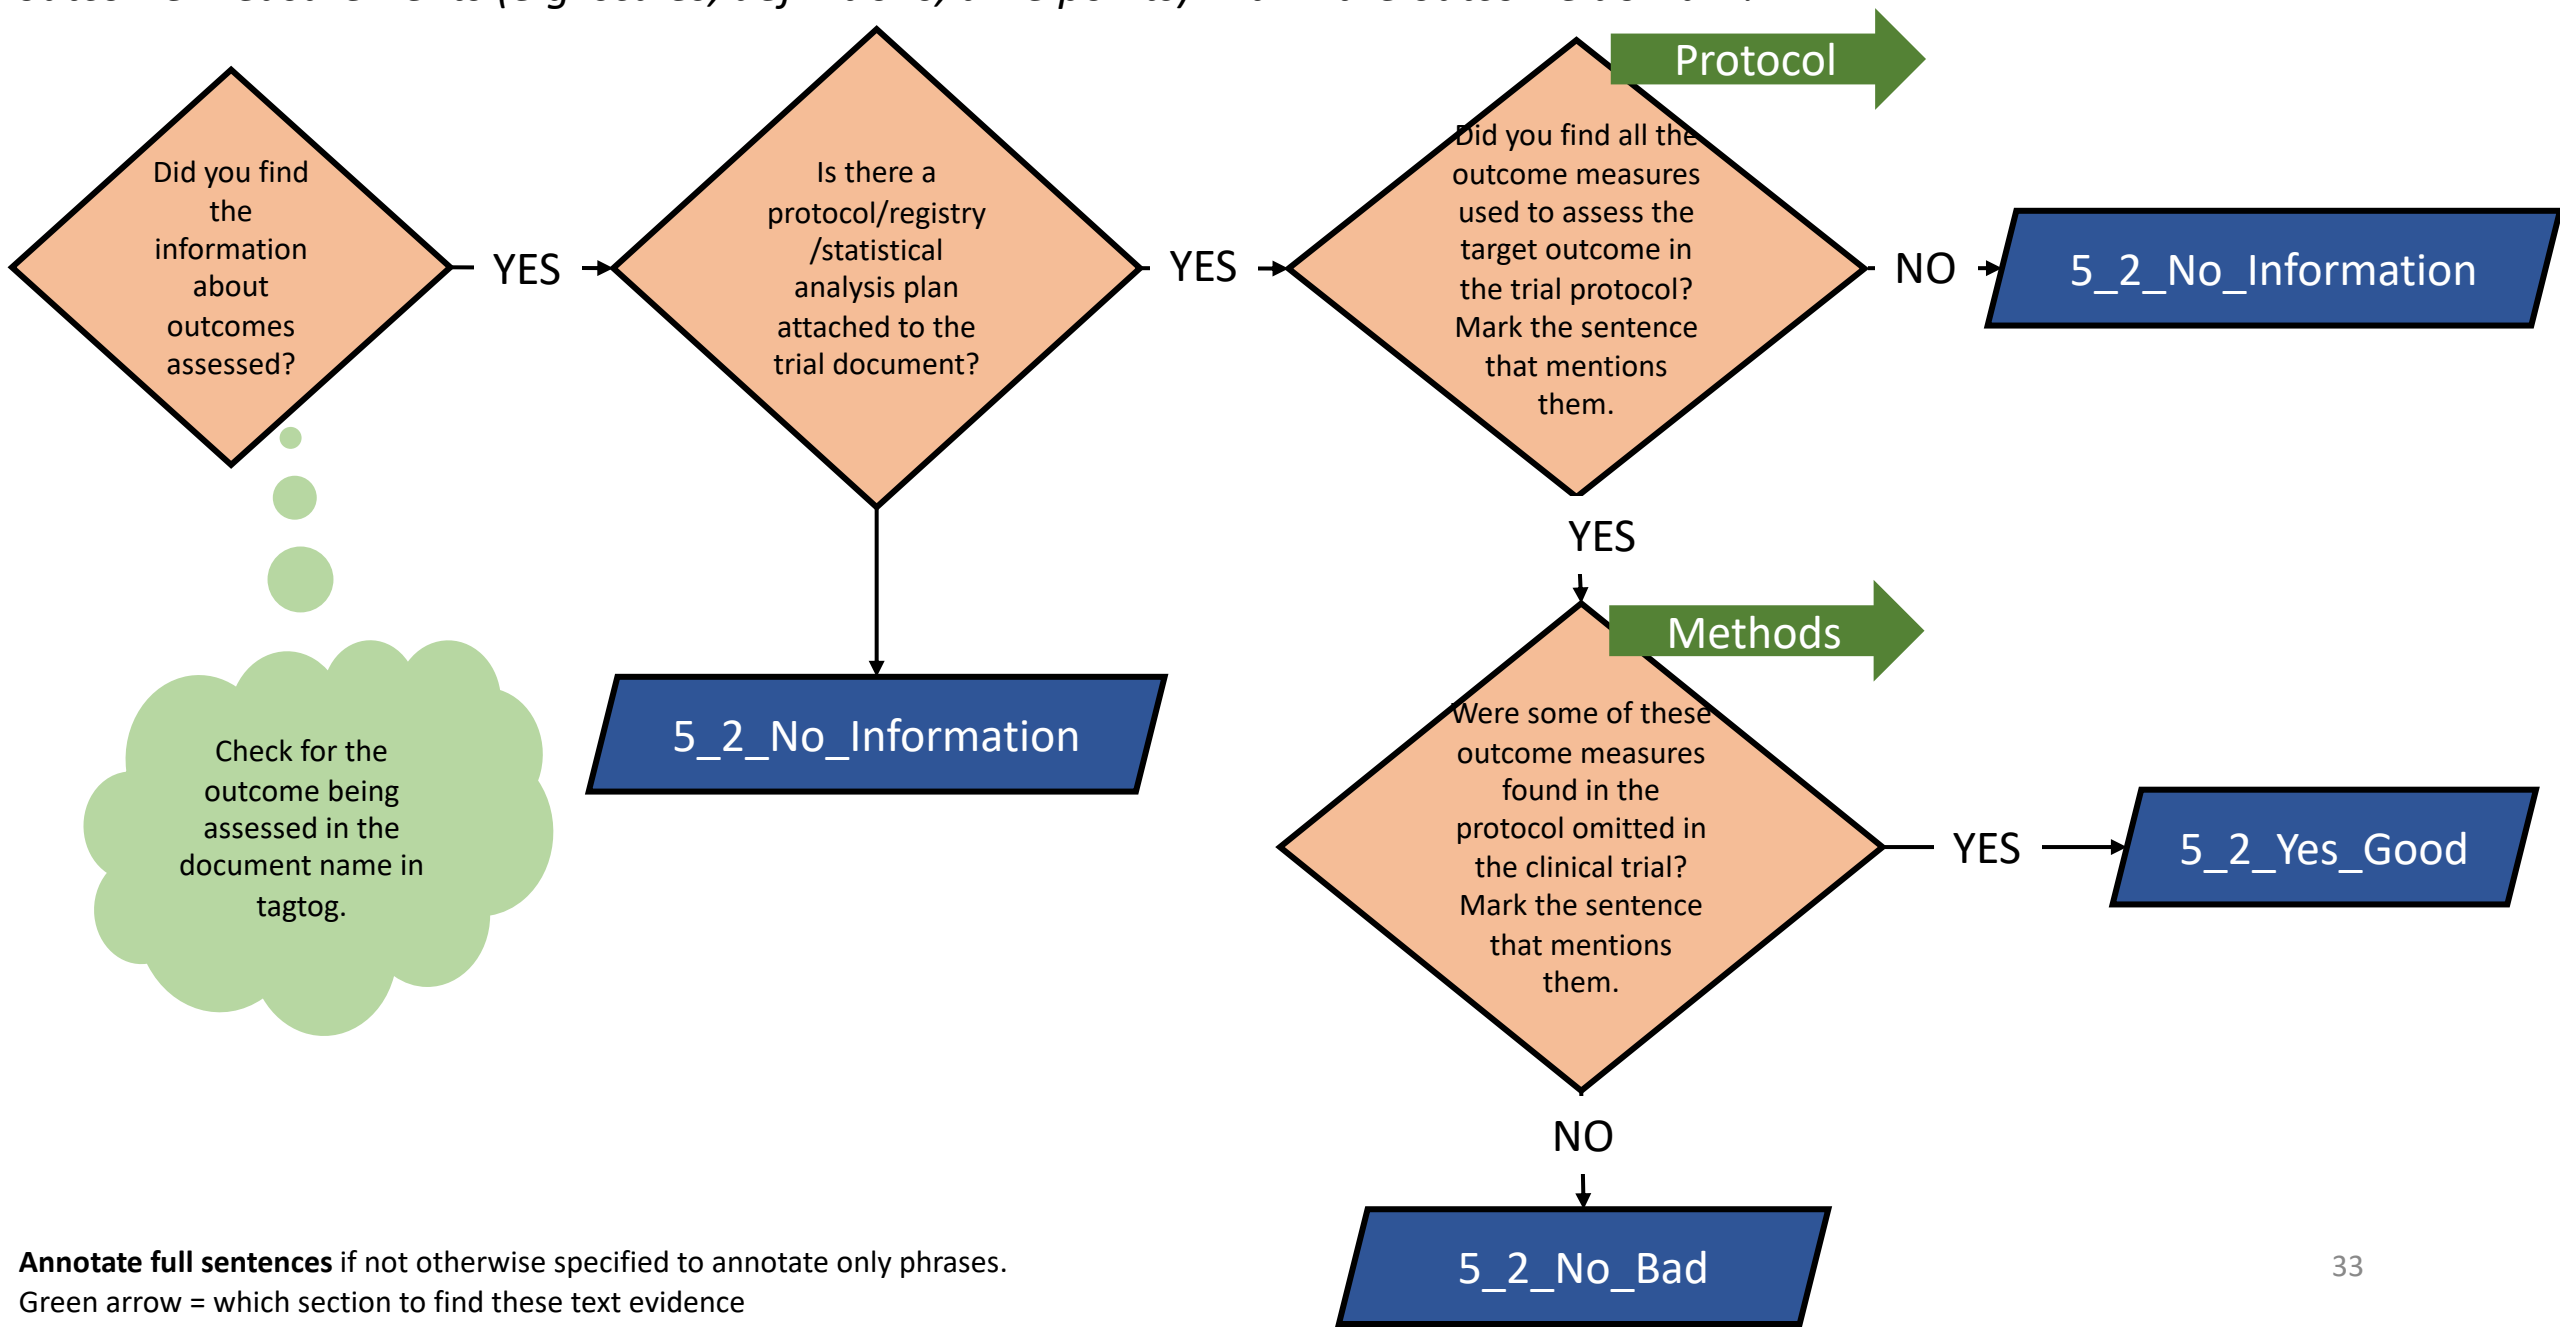 Protocol
Did you find
the
information
about
outcomes
assessed?
YES
Is there a
protocol/registry
/statistical
analysis plan
attached to the
trial document?
YES
Did you find all the
outcome measures
used to assess the
target outcome in
the trial protocol?
Mark the sentence
that mentions
them.
NO
5_2_No_Information
YES
Methods
Check for the
outcome being
assessed in the
document name in
tagtog.
5_2_No_Information
Were some of these
outcome measures
found in the
protocol omitted in
the clinical trial?
Mark the sentence
that mentions
them.
YES
5_2_Yes_Good
NO
5_2_No_Bad
Annotate full sentences if not otherwise specified to annotate only phrases.
Green arrow = which section to find these text evidence
33